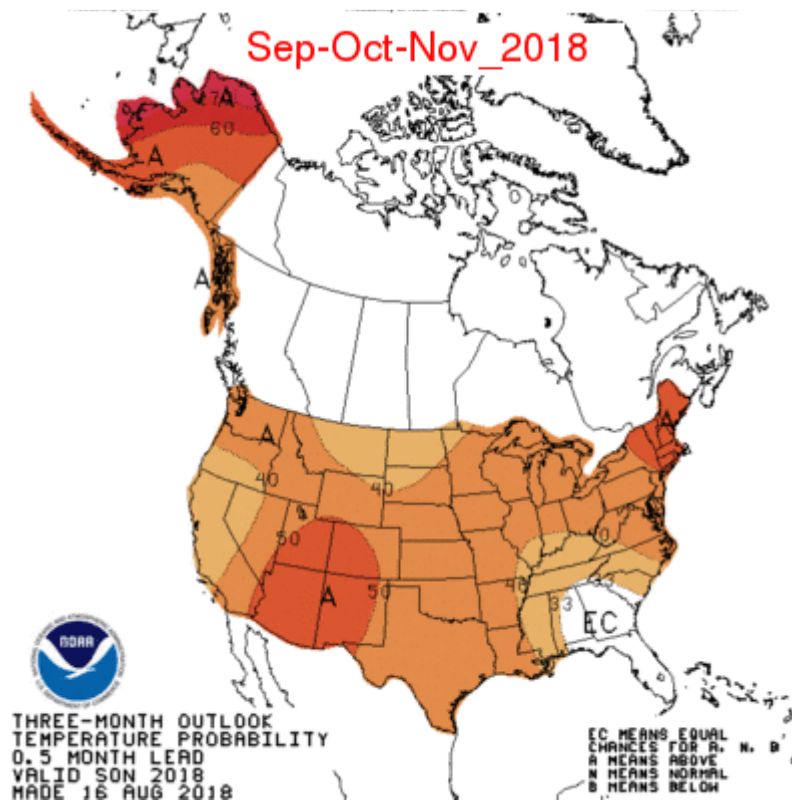 Sep-Oct-Nov_2018
A
60
A
A
A
A
40
40
50
50
A
40
33
33
EC
NOAA
THREE-MONTH OUTLOOK
TEMPERATURE PROBABILITY
0.5 MONTH LEAD
VALID SON 2018
MADE 16 AUG 2018
EC MEANS EQUAL
CHANCES FOR A, N, B
A MEANS ABOVE
N MEANS NORMAL
B MEANS BELOW